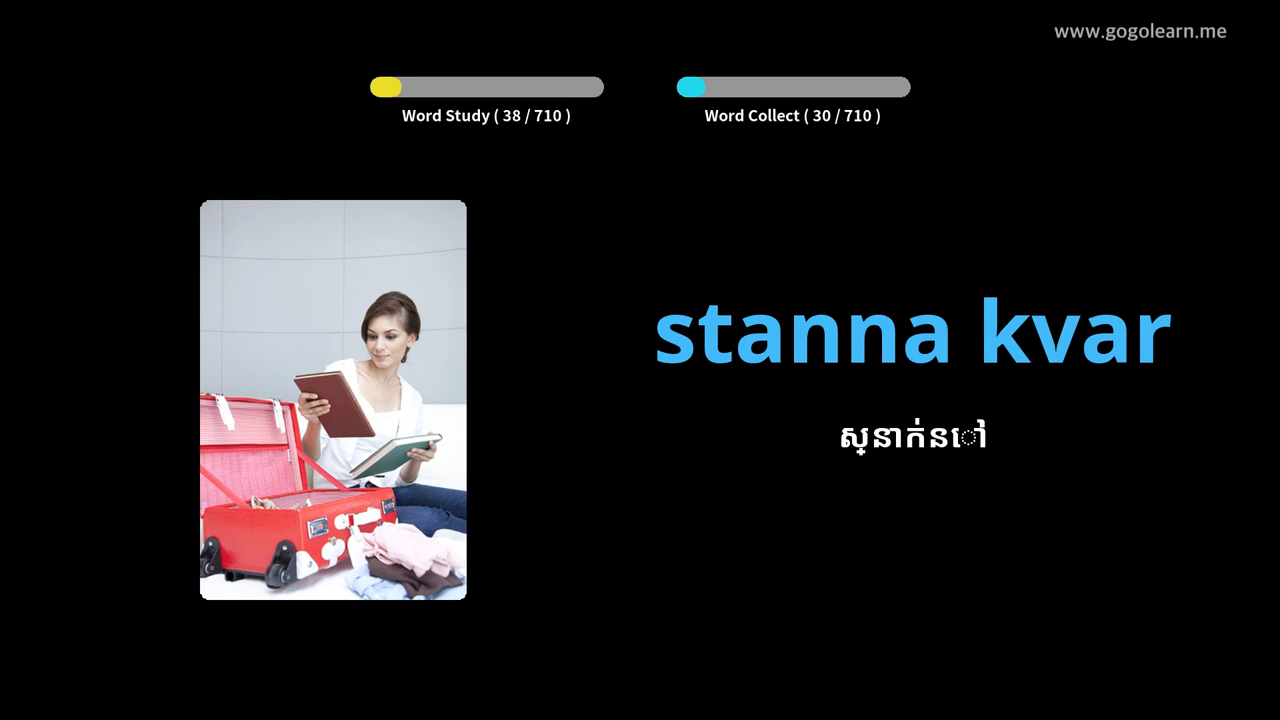 www.gogolearn.me
Word Study ( 38 / 710 )
Word Collect ( 30 / 710 )
stanna kvar
ស្នាក់នៅ